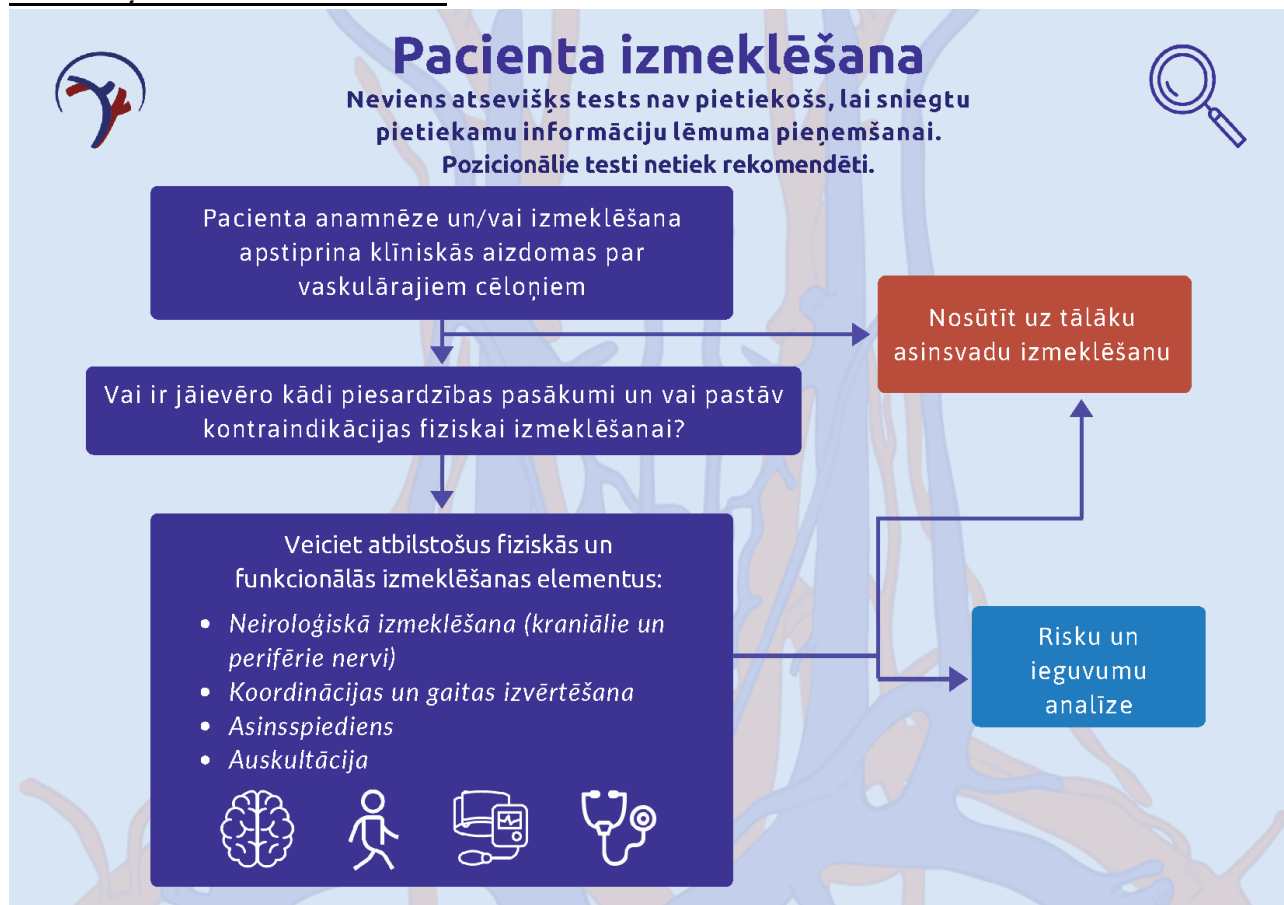 Pacienta izmeklēšana
Neviens atsevišķs tests nav pietiekošs, lai sniegtu
pietiekamu informāciju lēmuma pieņemšanai.
Pozicionālie testi netiek rekomendēti.
Pacienta anamnēze un/vai izmeklēšana
apstiprina klīniskās aizdomas par
vaskulārajiem cēloņiem
Nosūtīt uz tālāku
asinsvadu izmeklēšanu
Vai ir jāievēro kādi piesardzības pasākumi un vai pastāv
kontraindikācijas fiziskai izmeklēšanai?
Veiciet atbilstošus fiziskās un
funkcionālās izmeklēšanas elementus:
• Neiroloģiskā izmeklēšana (kraniālie un
perifērie nervi)
• Koordinācijas un gaitas izvērtēšana
• Asinsspiediens
• Auskultācija
Risku un
ieguvumu
analīze